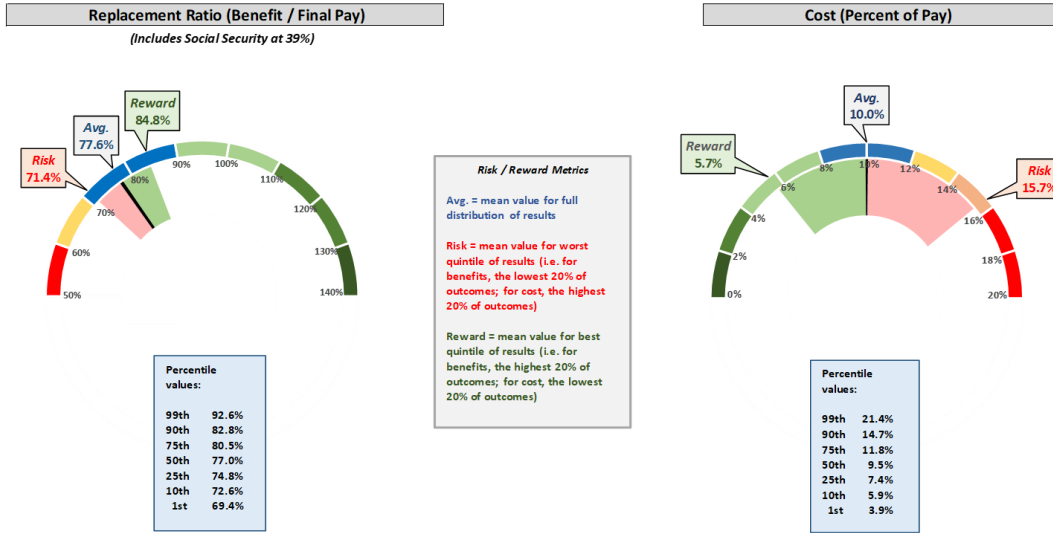 Replacement Ratio (Benefit / Final Pay)
(Includes Social Security at 39%)
Reward
84.8%
Avg.
77.6%
Risk
71.4%
50%
60%
70%
80%
90%
100%
110%
120%
130%
140%
Percentile
values:
99th 92.6%
90th 82.8%
75th 80.5%
50th 77.0%
25th 74.8%
10th 72.6%
1st 69.4%
Risk / Reward Metrics
Avg. = mean value for full
distribution of results
Risk = mean value for worst
quintile of results (i.e. for
benefits, the lowest 20% of
outcomes; for cost, the highest
20% of outcomes)
Reward = mean value for best
quintile of results (i.e. for
benefits, the highest 20% of
outcomes; for cost, the lowest
20% of outcomes)
Cost (Percent of Pay)
Avg.
10.0%
Reward
5.7%
Risk
15.7%
0%
2%
4%
6%
8%
10%
12%
14%
16%
18%
20%
Percentile
values:
99th 21.4%
90th 14.7%
75th 11.8%
50th 9.5%
25th 7.4%
10th 5.9%
1st 3.9%